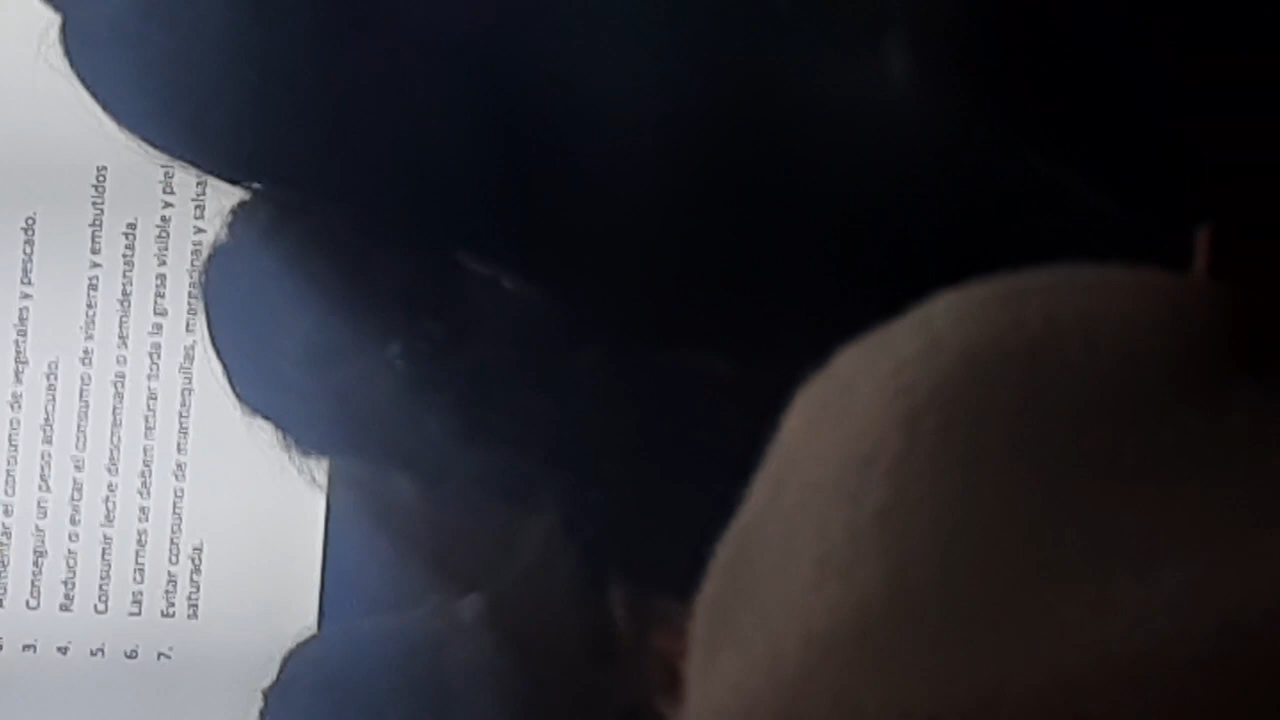 Aumentar el consumo de vegetales y pescado.
3. Conseguir un peso adecuado.
4. Reducir o evitar el consumo de vísceras y embutidos
5. Consumir leche descremada o semidesnatada.
6. Las carnes se deben retirar toda la grasa visible y piel
7. Evitar consumo de mantequillas, margarinas y salsas
saturada.